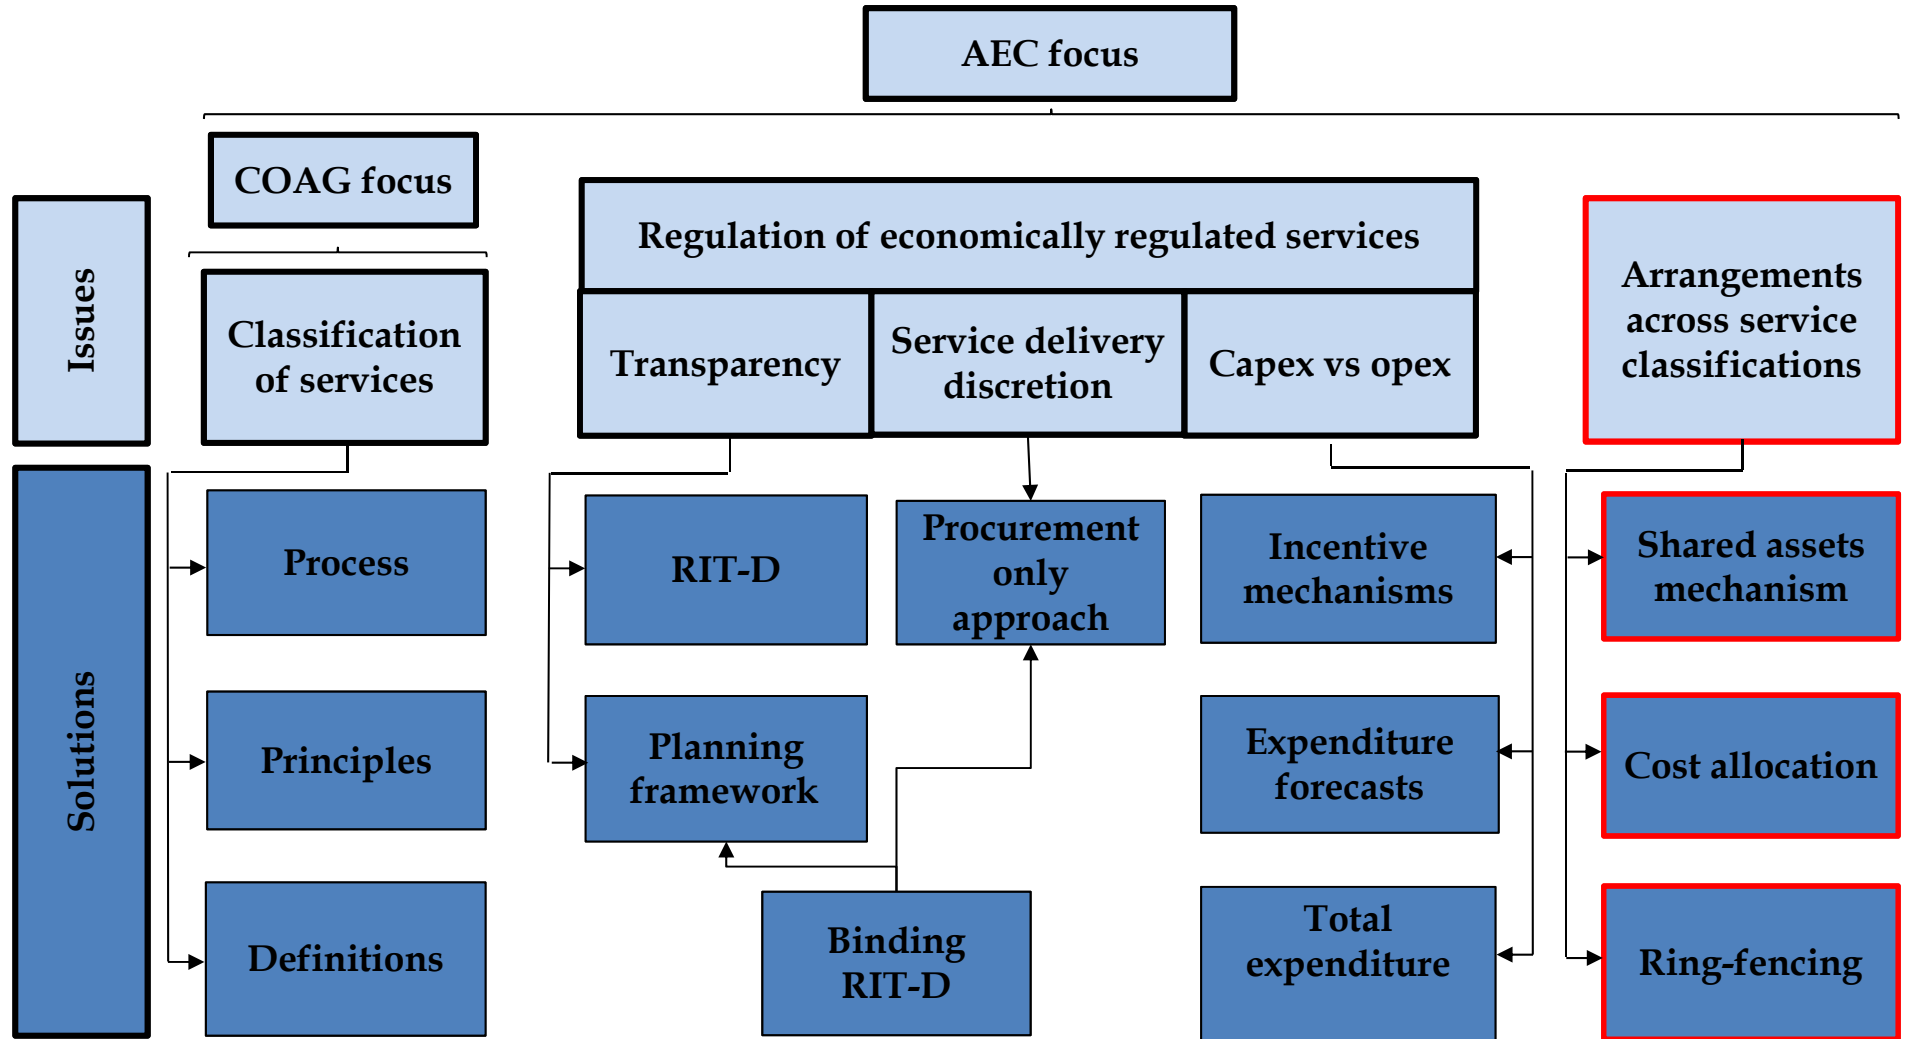 AEC focus
COAG focus
Issues
Classification
of services
Regulation of economically regulated services
Transparency
Service delivery
discretion
Capex vs opex
Arrangements
across service
classifications
Solutions
Process
Principles
Definitions
RIT-D
Planning
framework
Procurement
only
approach
Binding
RIT-D
Incentive
mechanisms
Expenditure
forecasts
Total
expenditure
Shared assets
mechanism
Cost allocation
Ring-fencing